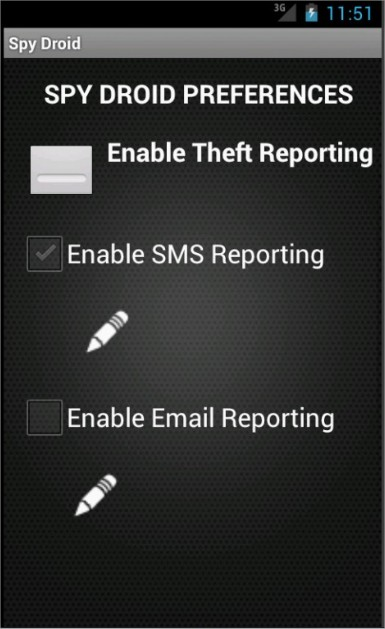 3G 11:51
Spy Droid
SPY DROID PREFERENCES
Enable Theft Reporting
Enable SMS Reporting
Enable Email Reporting